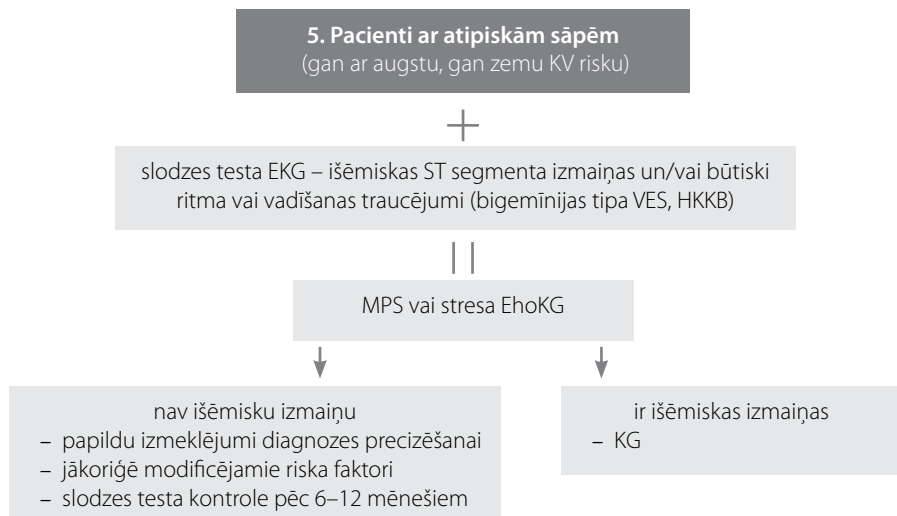 5. Pacienti ar atipiskām sāpēm
(gan ar augstu, gan zemu KV risku)
+
slodzes testa EKG – išēmiskas ST segmenta izmaiņas un/vai būtiski
ritma vai vadīšanas traucējumi (bigemīnijas tipa VES, HKKB)
MPS vai stresa EhoKG
nav išēmisku izmaiņu
– papildu izmeklējumi diagnozes precizēšanai
– jākoriģē modificējamie riska faktori
– slodzes testa kontrole pēc 6–12 mēnešiem
ir išēmiskas izmaiņas
– KG